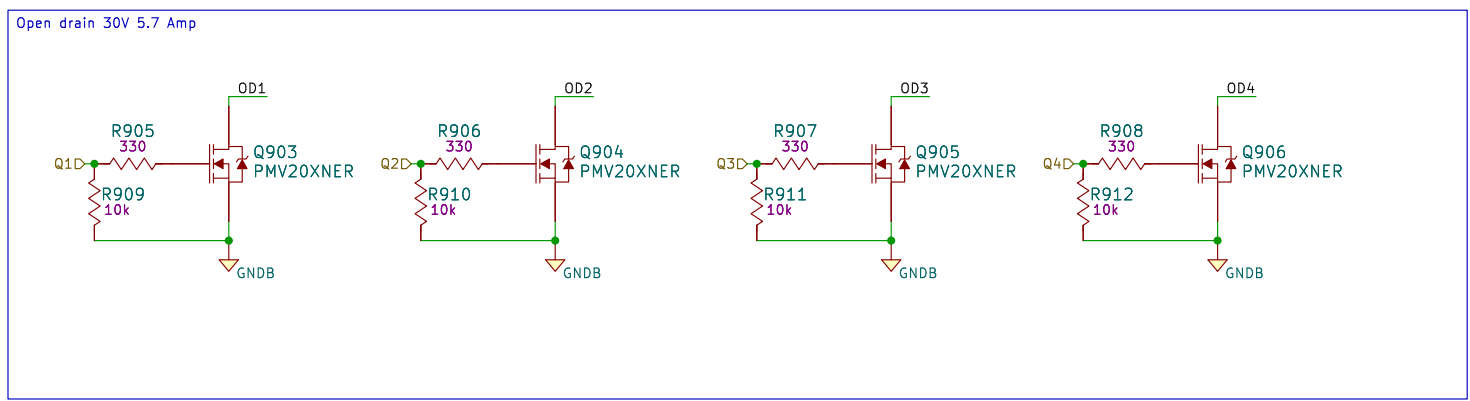 Open drain 30V 5.7 Amp
OD1
OD2
OD3
OD4
R905
330
Q903
PMV20XNER
Q1
R909
10k
GNDB
R906
330
Q904
PMV20XNER
Q2
R910
10k
GNDB
R907
330
Q905
PMV20XNER
Q3
R911
10k
GNDB
R908
330
Q906
PMV20XNER
Q4
R912
10k
GNDB